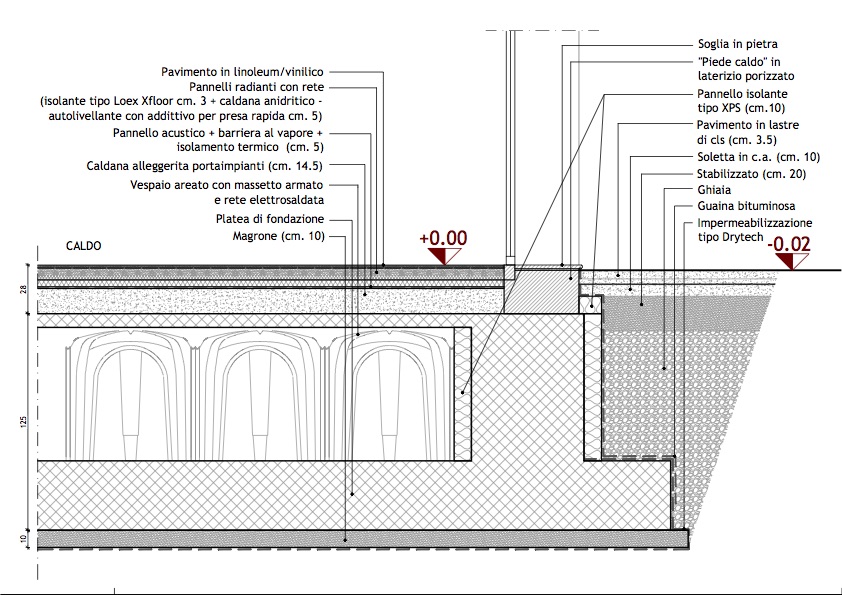 Pavimento in linoleum/vinilico
Pannelli radianti con rete
(isolante tipo Loex Xfloor cm. 3 + caldana anidritico -
autolivellante con addittivo per presa rapida cm. 5)
Pannello acustico + barriera al vapore +
isolamento termico (cm. 5)
Caldana alleggerita portaimpianti (cm. 14.5)
Vespaio areato con massetto armato
e rete elettrosaldata
Platea di fondazione
Magrone (cm. 10)
CALDO
+0.00
Soglia in pietra
"Piede caldo" in
laterizio porizzato
Pannello isolante
tipo XPS (cm.10)
Pavimento in lastre
di cls (cm. 3.5)
Soletta in c.a. (cm. 10)
Stabilizzato (cm. 20)
Ghiaia
Guaina bituminosa
Impermeabilizzazione
tipo Drytech
-0.02
28
125
10